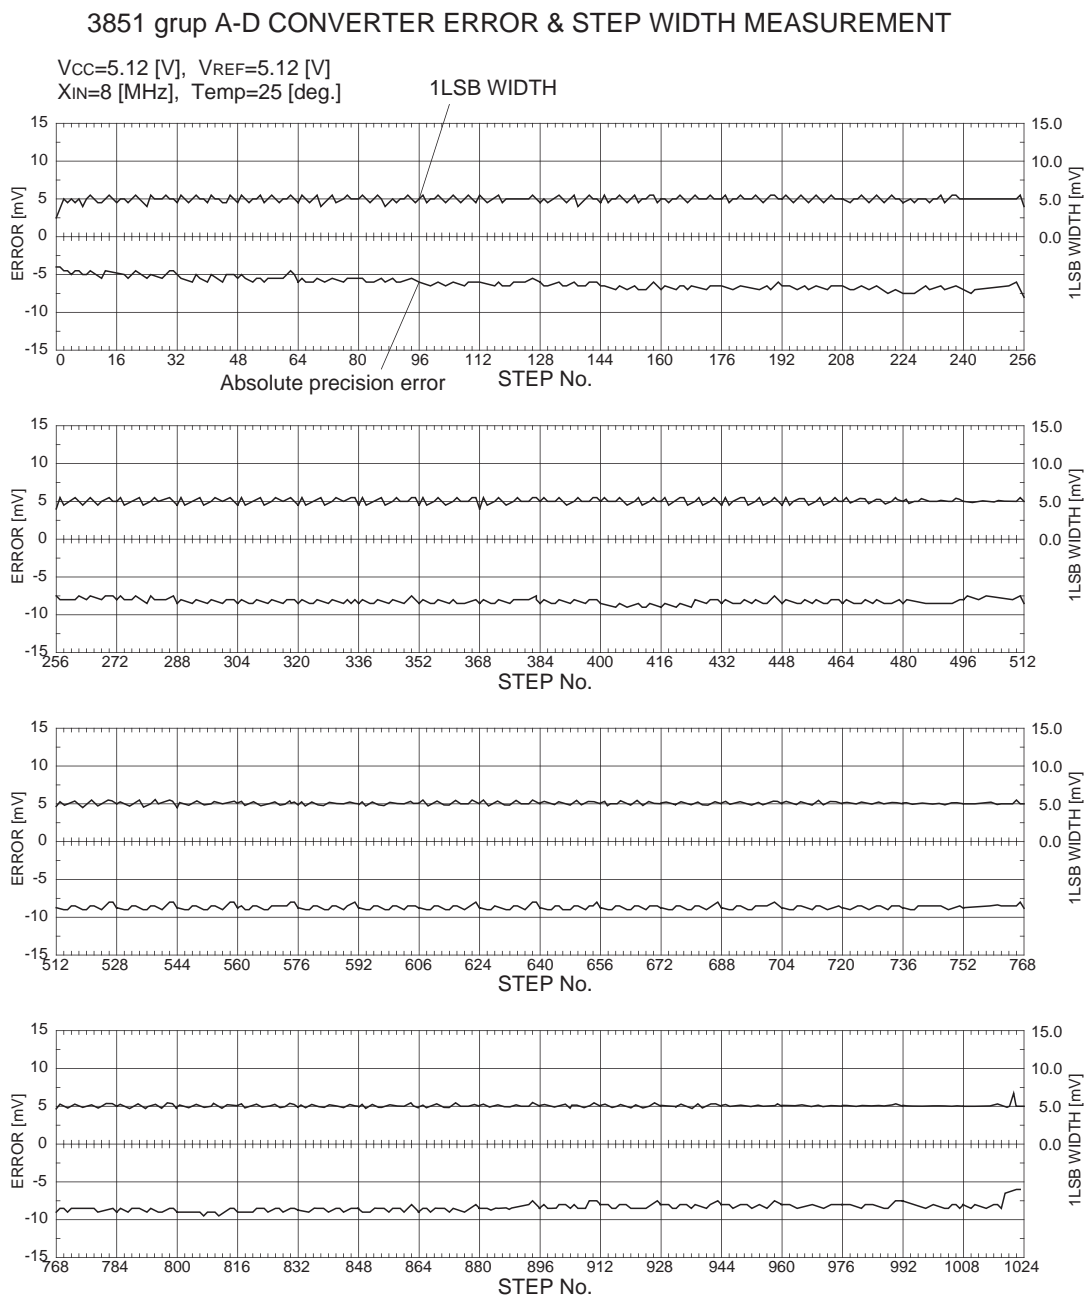 3851 grup A-D CONVERTER ERROR & STEP WIDTH MEASUREMENT
VCC=5.12 [V], VREF=5.12 [V]
XIN=8 [MHz], Temp=25 [deg.]
1LSB WIDTH
ERROR [mV]
15
10
5
0
-5
-10
-15
15.0
10.0
5.0
0.0
1LSB WIDTH [mV]
0 16 32 48 64 80 96 112 128 144 160 176 192 208 224 240 256
Absolute precision error
STEP No.
ERROR [mV]
15
10
5
0
-5
-10
-15
15.0
10.0
5.0
0.0
1LSB WIDTH [mV]
256 272 288 304 320 336 352 368 384 400 416 432 448 464 480 496 512
STEP No.
ERROR [mV]
15
10
5
0
-5
-10
-15
15.0
10.0
5.0
0.0
1LSB WIDTH [mV]
512 528 544 560 576 592 606 624 640 656 672 688 704 720 736 752 768
STEP No.
ERROR [mV]
15
10
5
0
-5
-10
-15
15.0
10.0
5.0
0.0
1LSB WIDTH [mV]
768 784 800 816 832 848 864 880 896 912 928 944 960 976 992 1008 1024
STEP No.